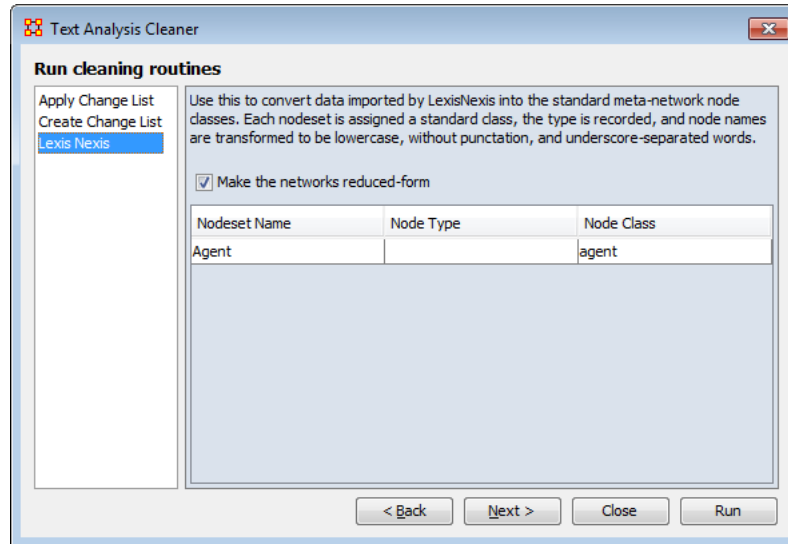 Text Analysis Cleaner
Run cleaning routines
Apply Change List
Create Change List
Lexis Nexis
Use this to convert data imported by LexisNexis into the standard meta-network node
classes. Each nodeset is assigned a standard class, the type is recorded, and node names
are transformed to be lowercase, without punctation, and underscore-separated words.
Make the networks reduced-form
Nodeset Name Node Type Node Class
Agent agent
< Back Next > Close Run